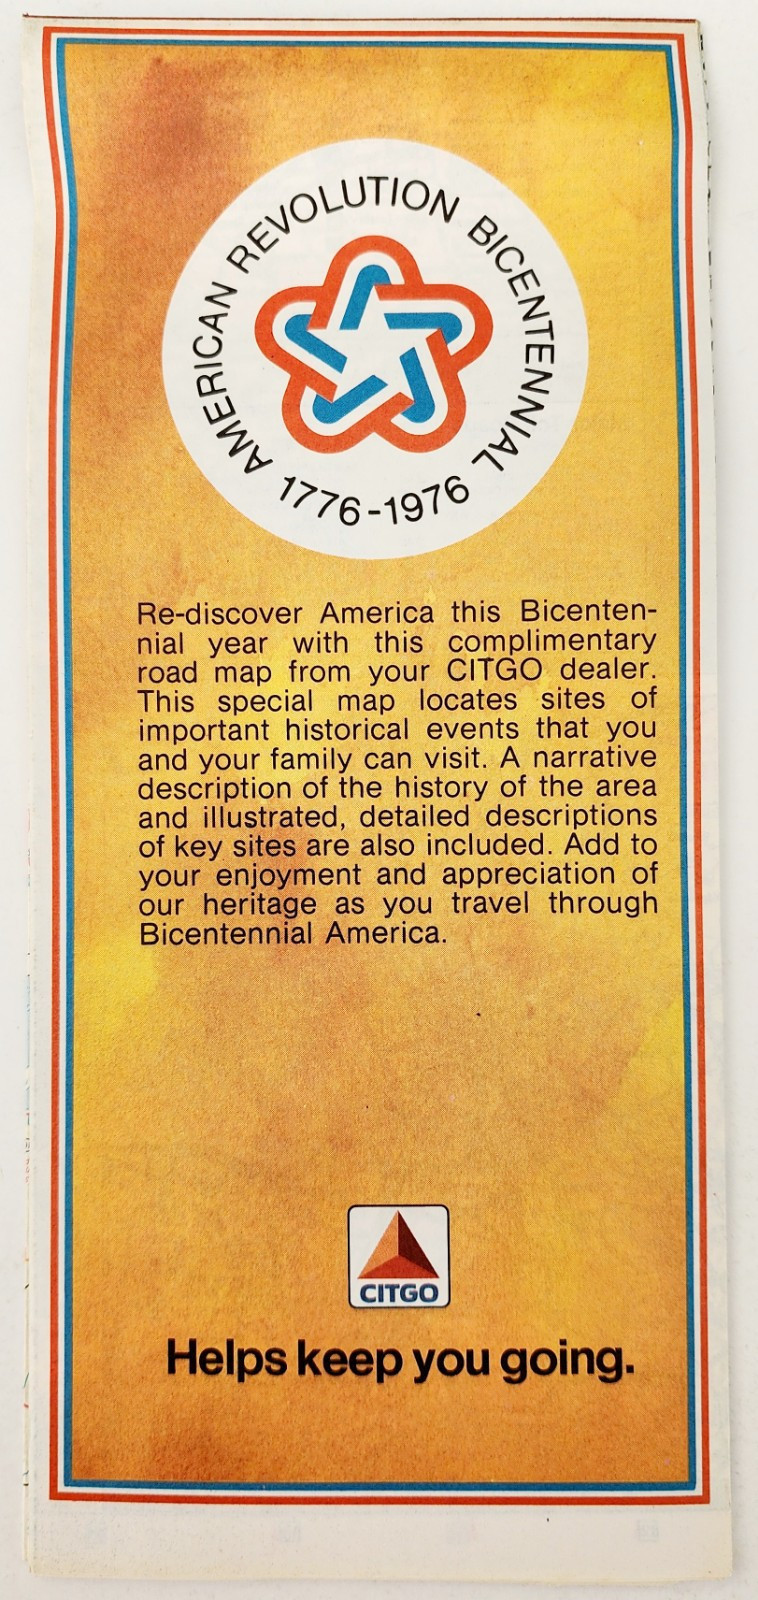 AMERICAN REVOLUTION BICENTENNIAL
1776-1976
Re-discover America this Bicenten-
nial year with this complimentary
road map from your CITGO dealer.
This special map locates sites of
important historical events that you
and your family can visit. A narrative
description of the history of the area
and illustrated, detailed descriptions
of key sites are also included. Add to
your enjoyment and appreciation of
our heritage as you travel through
Bicentennial America.
CITGO
Helps keep you going.